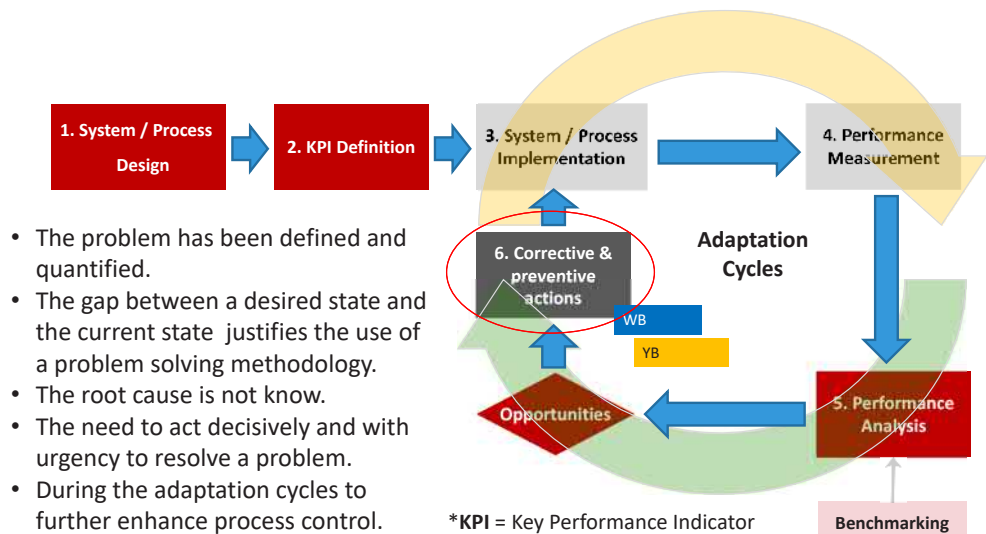 1. System / Process
Design
2. KPI Definition
3. System / Process
Implementation
4. Performance
Measurement
• The problem has been defined and
quantified.
• The gap between a desired state and
the current state justifies the use of
a problem solving methodology.
• The root cause is not know.
• The need to act decisively and with
urgency to resolve a problem.
• During the adaptation cycles to
further enhance process control.
6. Corrective &
preventive
actions
Adaptation
Cycles
WB
YB
Opportunities
5. Performance
Analysis
*KPI = Key Performance Indicator
Benchmarking